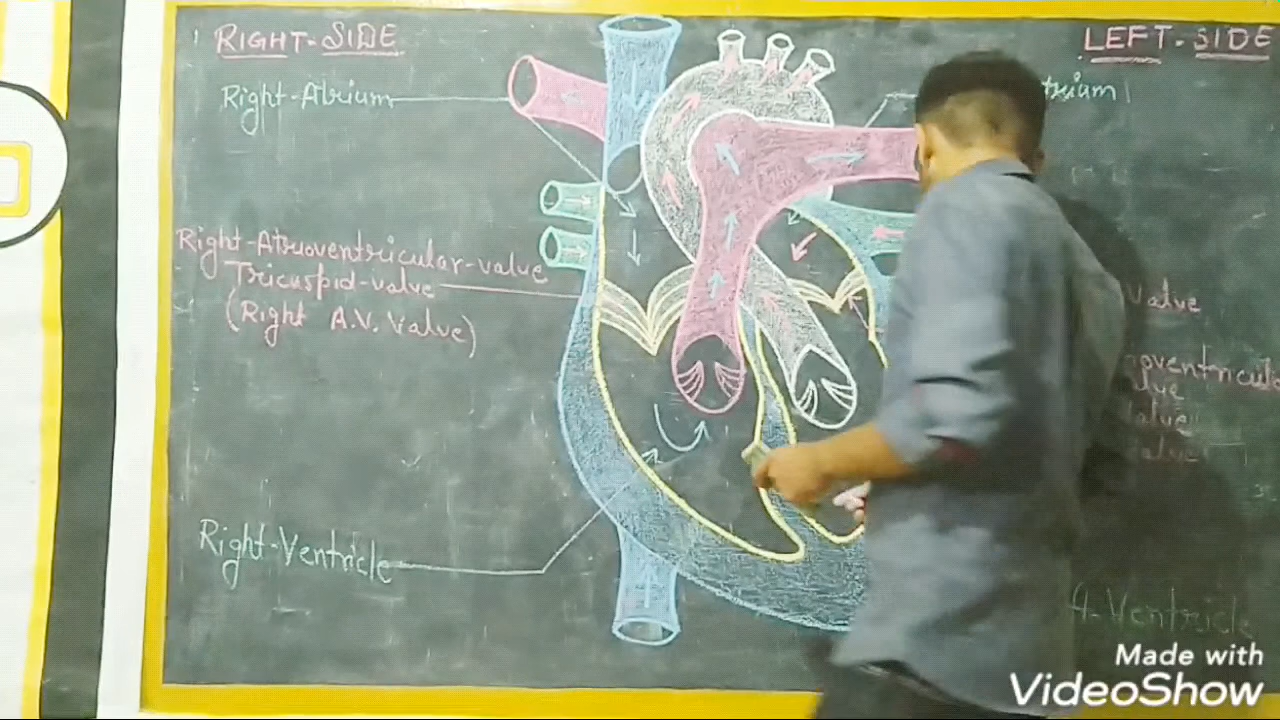 RIGHT-SIDE
LEFT-SIDE
Right-Atrium
Right-Atrioventricular-valve
Tricuspid-valve
(Right A.V. Valve)
Valve
Right-Ventricle
Ventricle
Made with
VideoShow